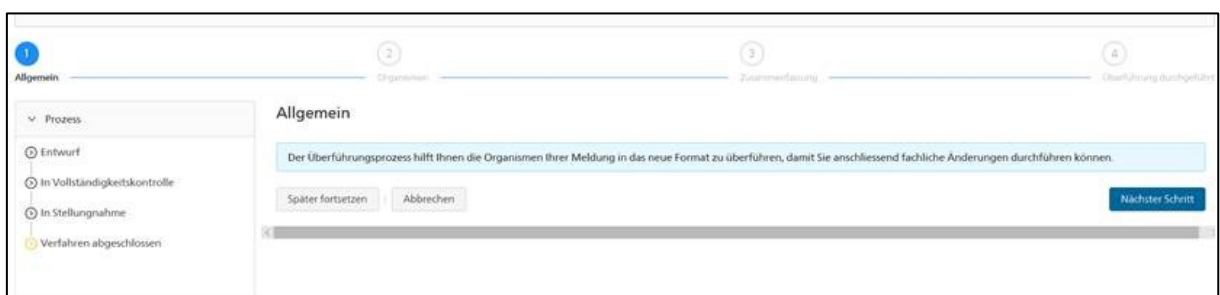 1
2
3
4
Allgemein
Organismen
Zusammenfassung
Überführung durchgeführt
Prozess
Entwurf
In Vollständigkeitskontrolle
In Stellungnahme
Verfahren abgeschlossen
Allgemein
Der Überführungsprozess hilft Ihnen die Organismen Ihrer Meldung in das neue Format zu überführen, damit Sie anschliessend fachliche Änderungen durchführen können.
Später fortsetzen
Abbrechen
Nächster Schritt